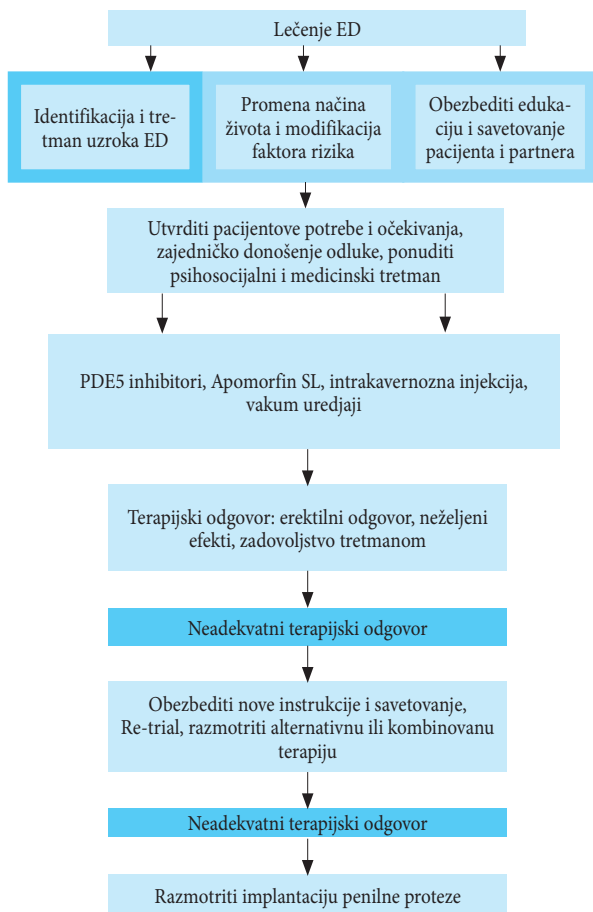 Lečenje ED
Identifikacija i tre-
tman uzroka ED
Promena načina
života i modifikacija
faktora rizika
Obezbediti eduka-
ciju i savetovanje
pacijenta i partnera
Utvrditi pacijentove potrebe i očekivanja,
zajedničko donošenje odluke, ponuditi
psihosocijalni i medicinski tretman
PDE5 inhibitori, Apomorfin SL, intrakavernozna injekcija,
vakum uredjaji
Terapijski odgovor: erektilni odgovor, neželjeni
efekti, zadovoljstvo tretmanom
Neadekvatni terapijski odgovor
Obezbediti nove instrukcije i savetovanje,
Re-trial, razmotriti alternativnu ili kombinovanu
terapiju
Neadekvatni terapijski odgovor
Razmotriti implantaciju penilne proteze